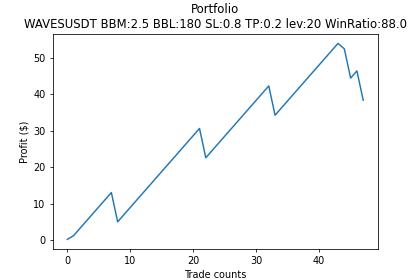 Portfolio
WAVESUSDT BBM:2.5 BBL:180 SL:0.8 TP:0.2 lev:20 WinRatio:88.0
50
40
30
20
10
0
Profit ($)
0 10 20 30 40
Trade counts